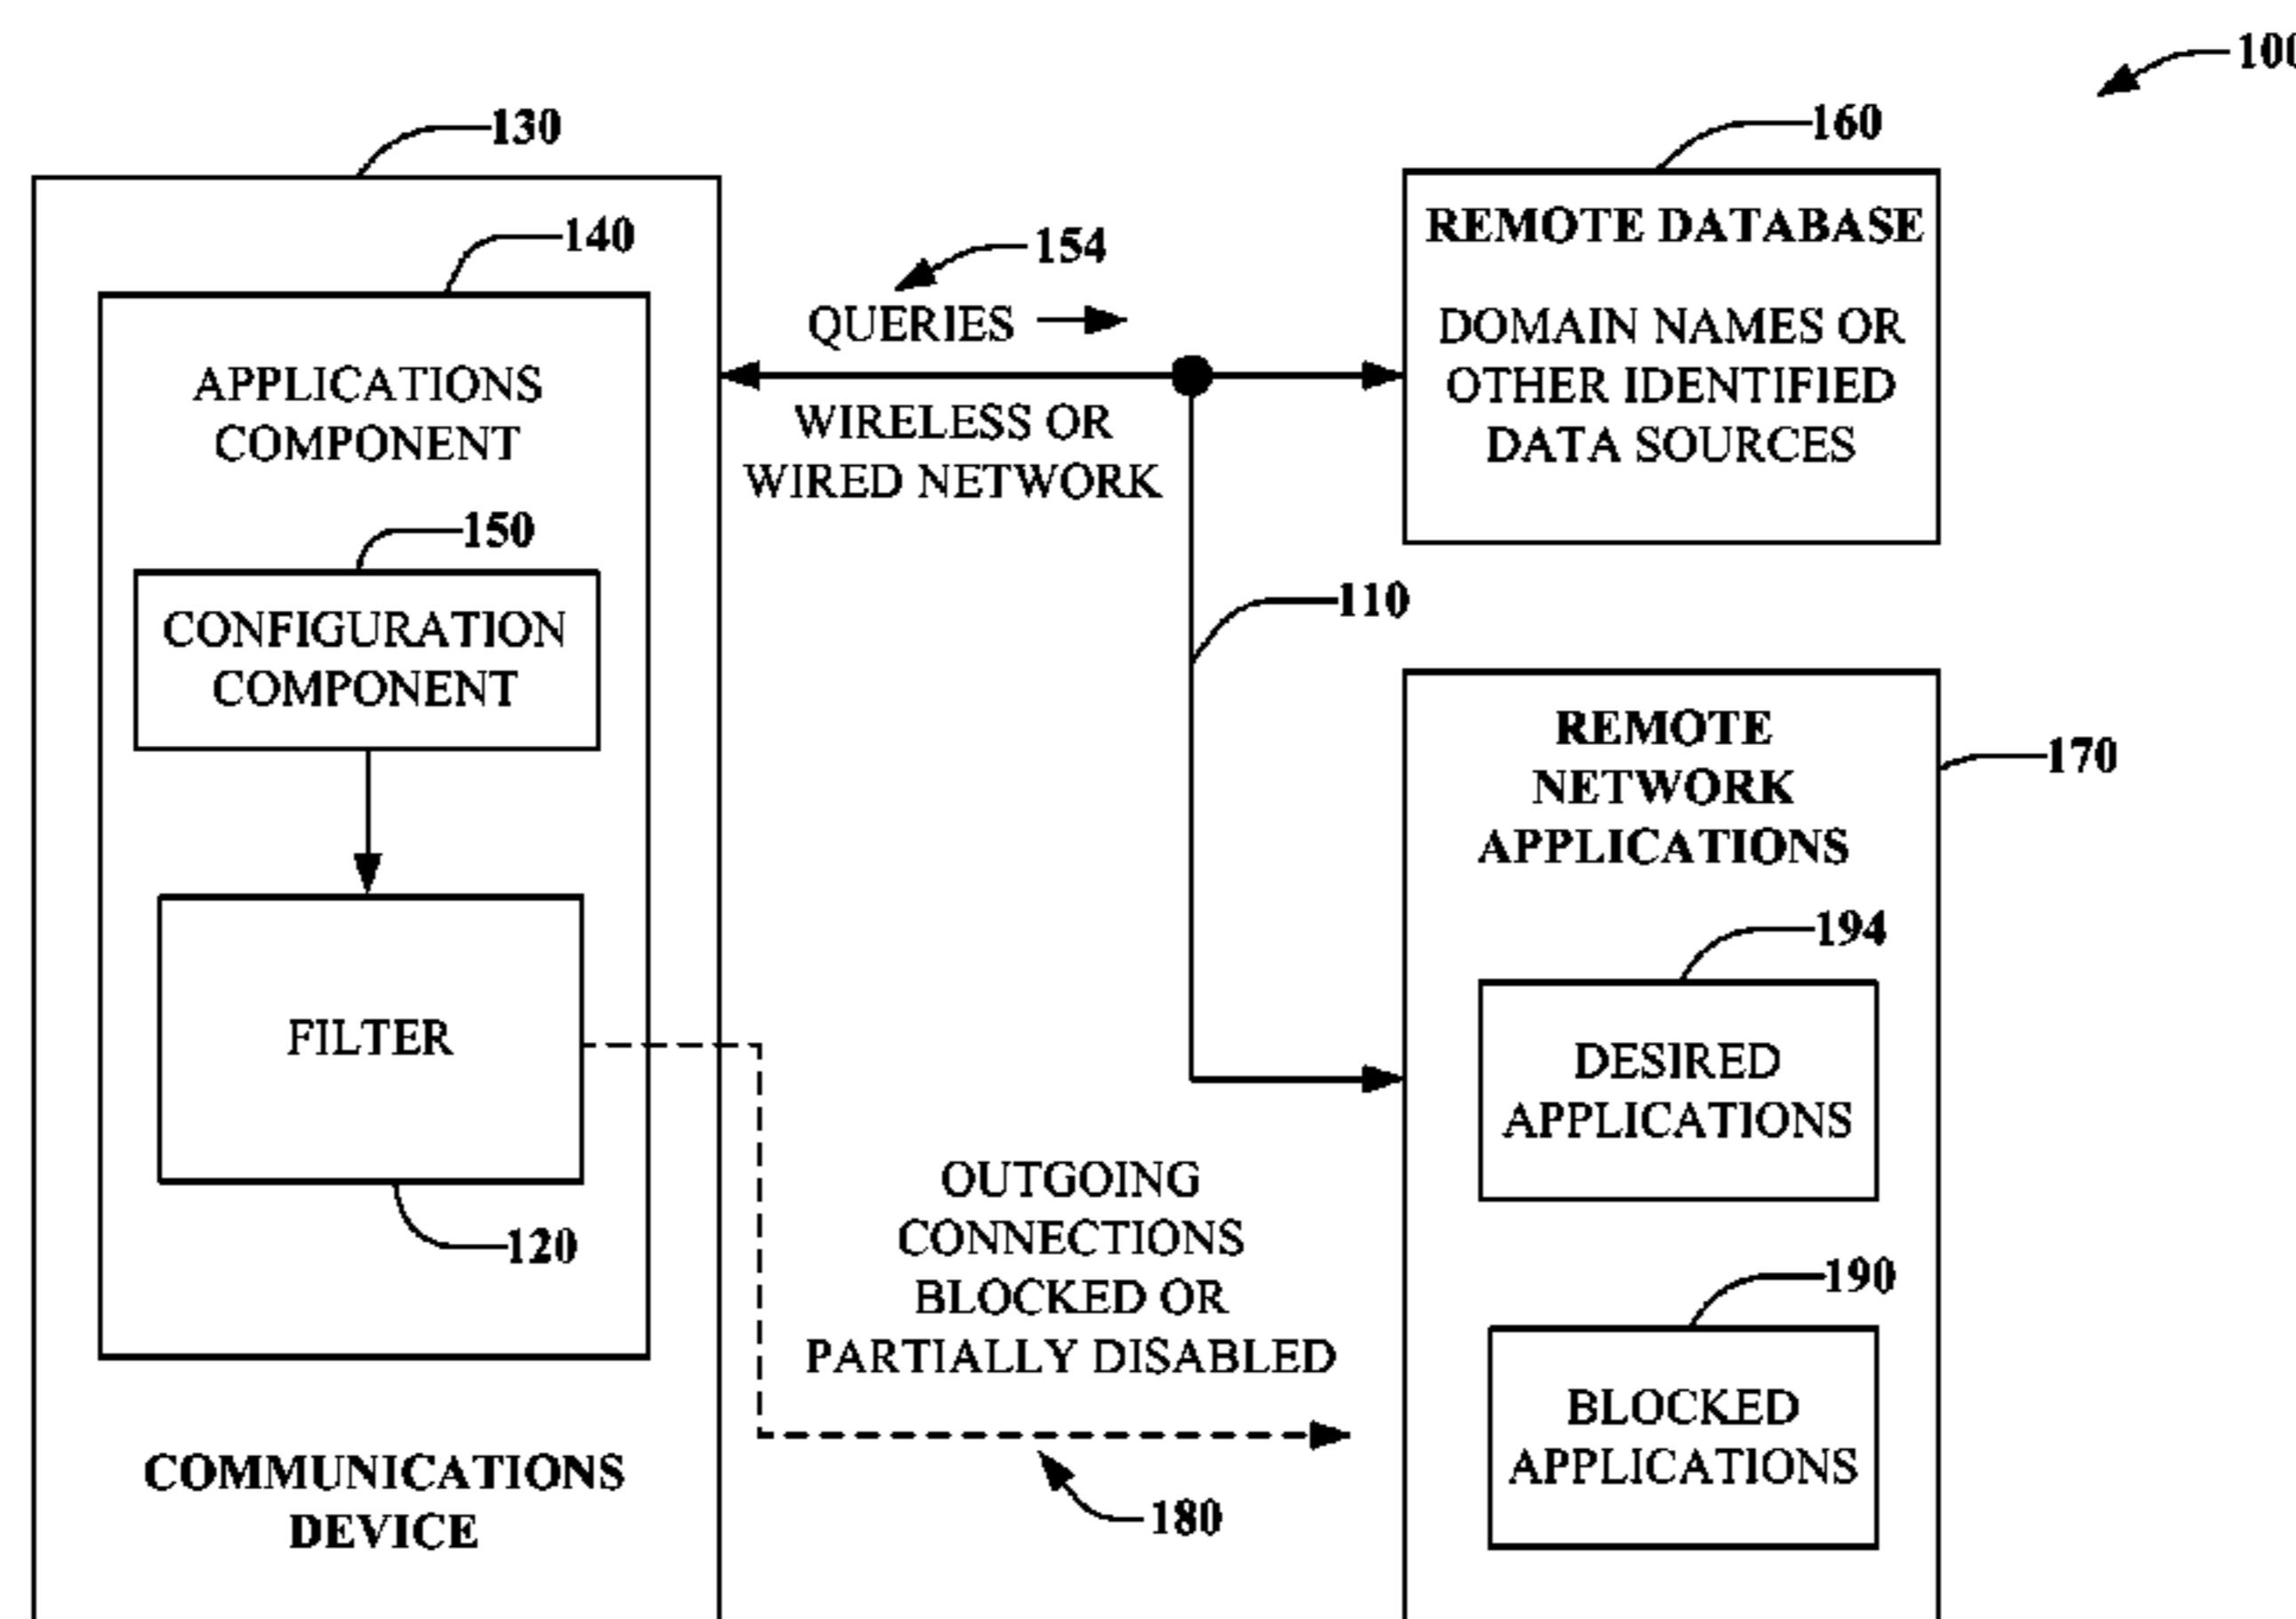 100
130
160
140
154
REMOTE DATABASE
QUERIES
DOMAIN NAMES OR
OTHER IDENTIFIED
DATA SOURCES
APPLICATIONS
COMPONENT
WIRELESS OR
WIRED NETWORK
150
CONFIGURATION
COMPONENT
110
REMOTE
NETWORK
APPLICATIONS
170
194
FILTER
DESIRED
APPLICATIONS
120
OUTGOING
CONNECTIONS
BLOCKED OR
PARTIALLY DISABLED
190
BLOCKED
APPLICATIONS
COMMUNICATIONS
DEVICE
180